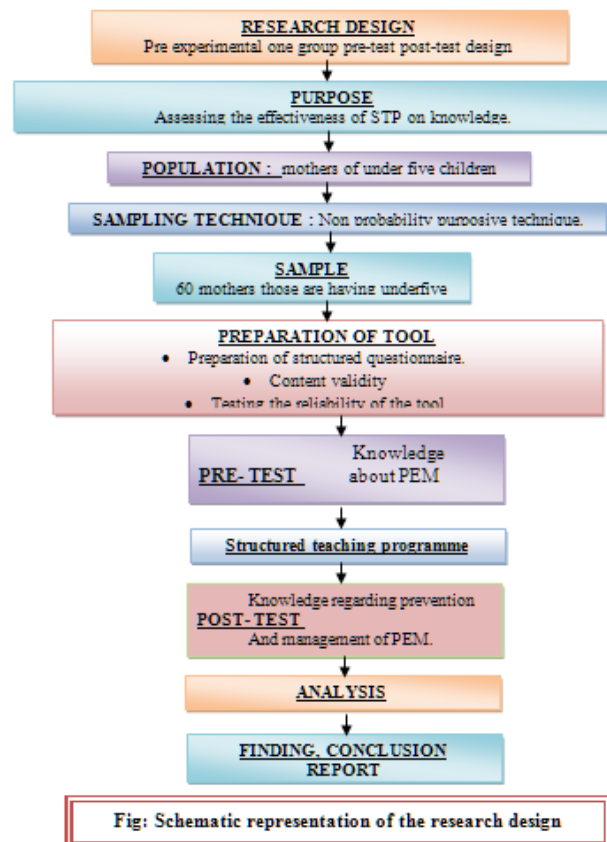 RESEARCH DESIGN
Pre experimental one group pre-test post-test design
PURPOSE
Assessing the effectiveness of STP on knowledge.
POPULATION : mothers of under five children
SAMPLING TECHNIQUE : Non probability purposive technique.
SAMPLE
60 mothers those are having underfive
PREPARATION OF TOOL
• Preparation of structured questionnaire.
• Content validity
• Testing the reliability of the tool
Knowledge
PRE- TEST about PEM
Structured teaching programme
Knowledge regarding prevention
POST- TEST
And management of PEM.
ANALYSIS
FINDING, CONCLUSION
REPORT
Fig: Schematic representation of the research design